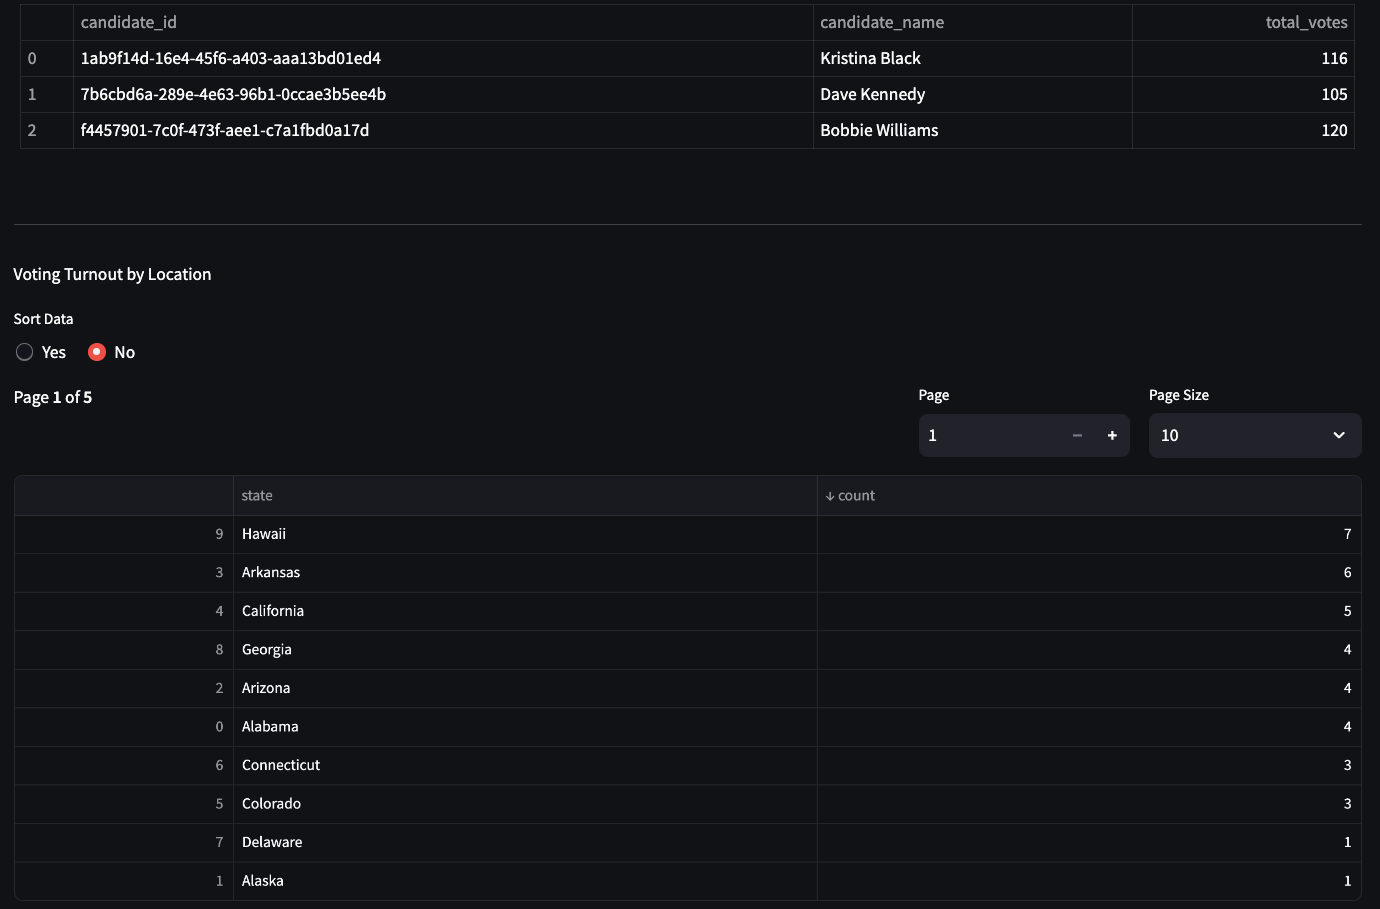 candidate_id candidate_name total_votes
0 1ab9f14d-16e4-45f6-a403-aaa13bd01ed4 Kristina Black 116
1 7b6cbd6a-289e-4e63-96b1-0ccae3b5ee4b Dave Kennedy 105
2 f4457901-7c0f-473f-aee1-c7a1fbd0a17d Bobbie Williams 120
Voting Turnout by Location
Sort Data
Yes No
Page 1 of 5
Page Page Size
1 − + 10
state ↓ count
9 Hawaii 7
3 Arkansas 6
4 California 5
8 Georgia 4
2 Arizona 4
0 Alabama 4
6 Connecticut 3
5 Colorado 3
7 Delaware 1
1 Alaska 1